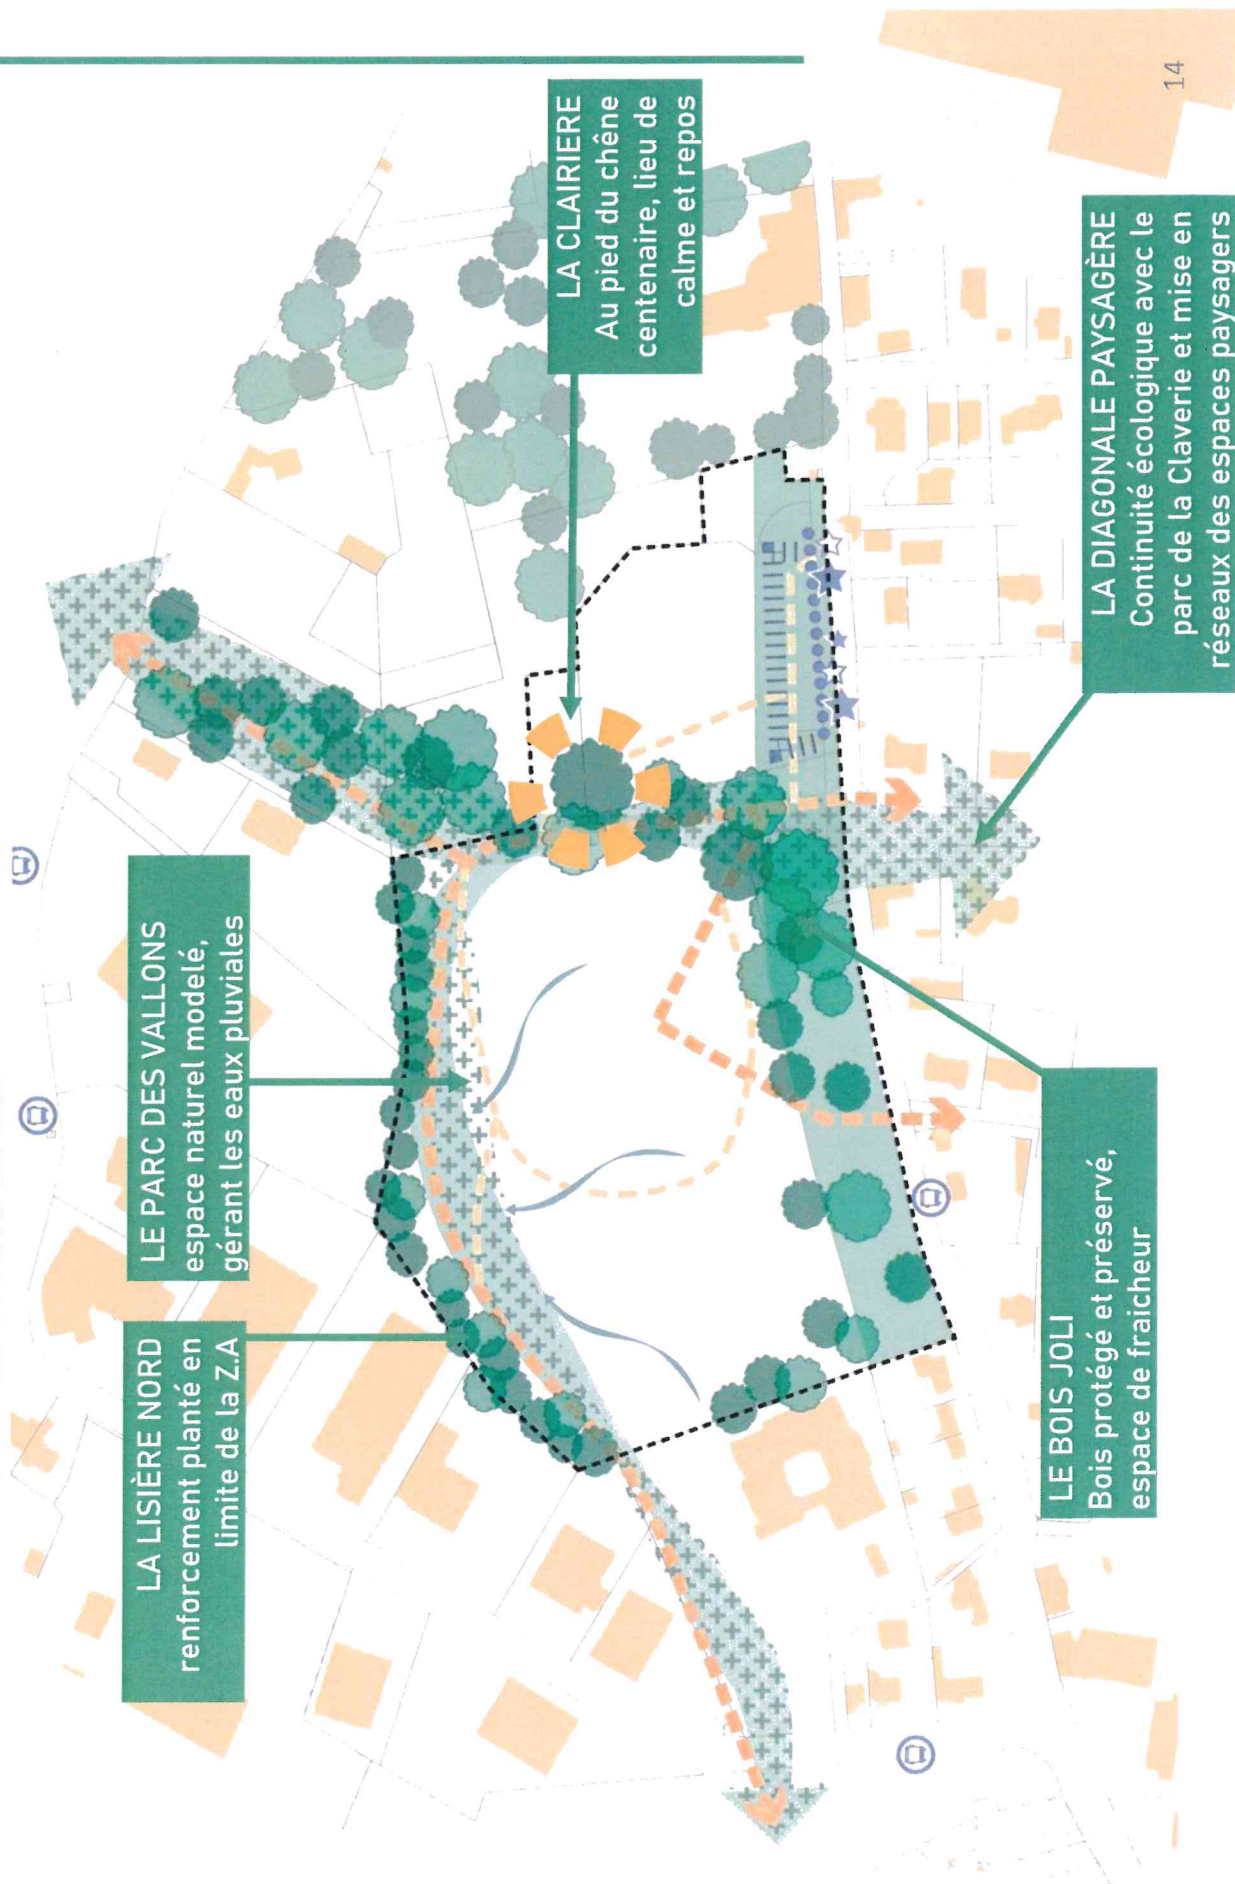 LA LISIÈRE NORD
renforcement planté en
limite de la Z.A
LE PARC DES VALLONS
espace naturel modelé,
gérant les eaux pluviales
LA CLAIRIERE
Au pied du chêne
centenaire, lieu de
calme et repos
LE BOIS JOLI
Bois protégé et préservé,
espace de fraicheur
LA DIAGONALE PAYSAGÈRE
Continuité écologique avec le
parc de la Claverie et mise en
réseaux des espaces paysagers
14